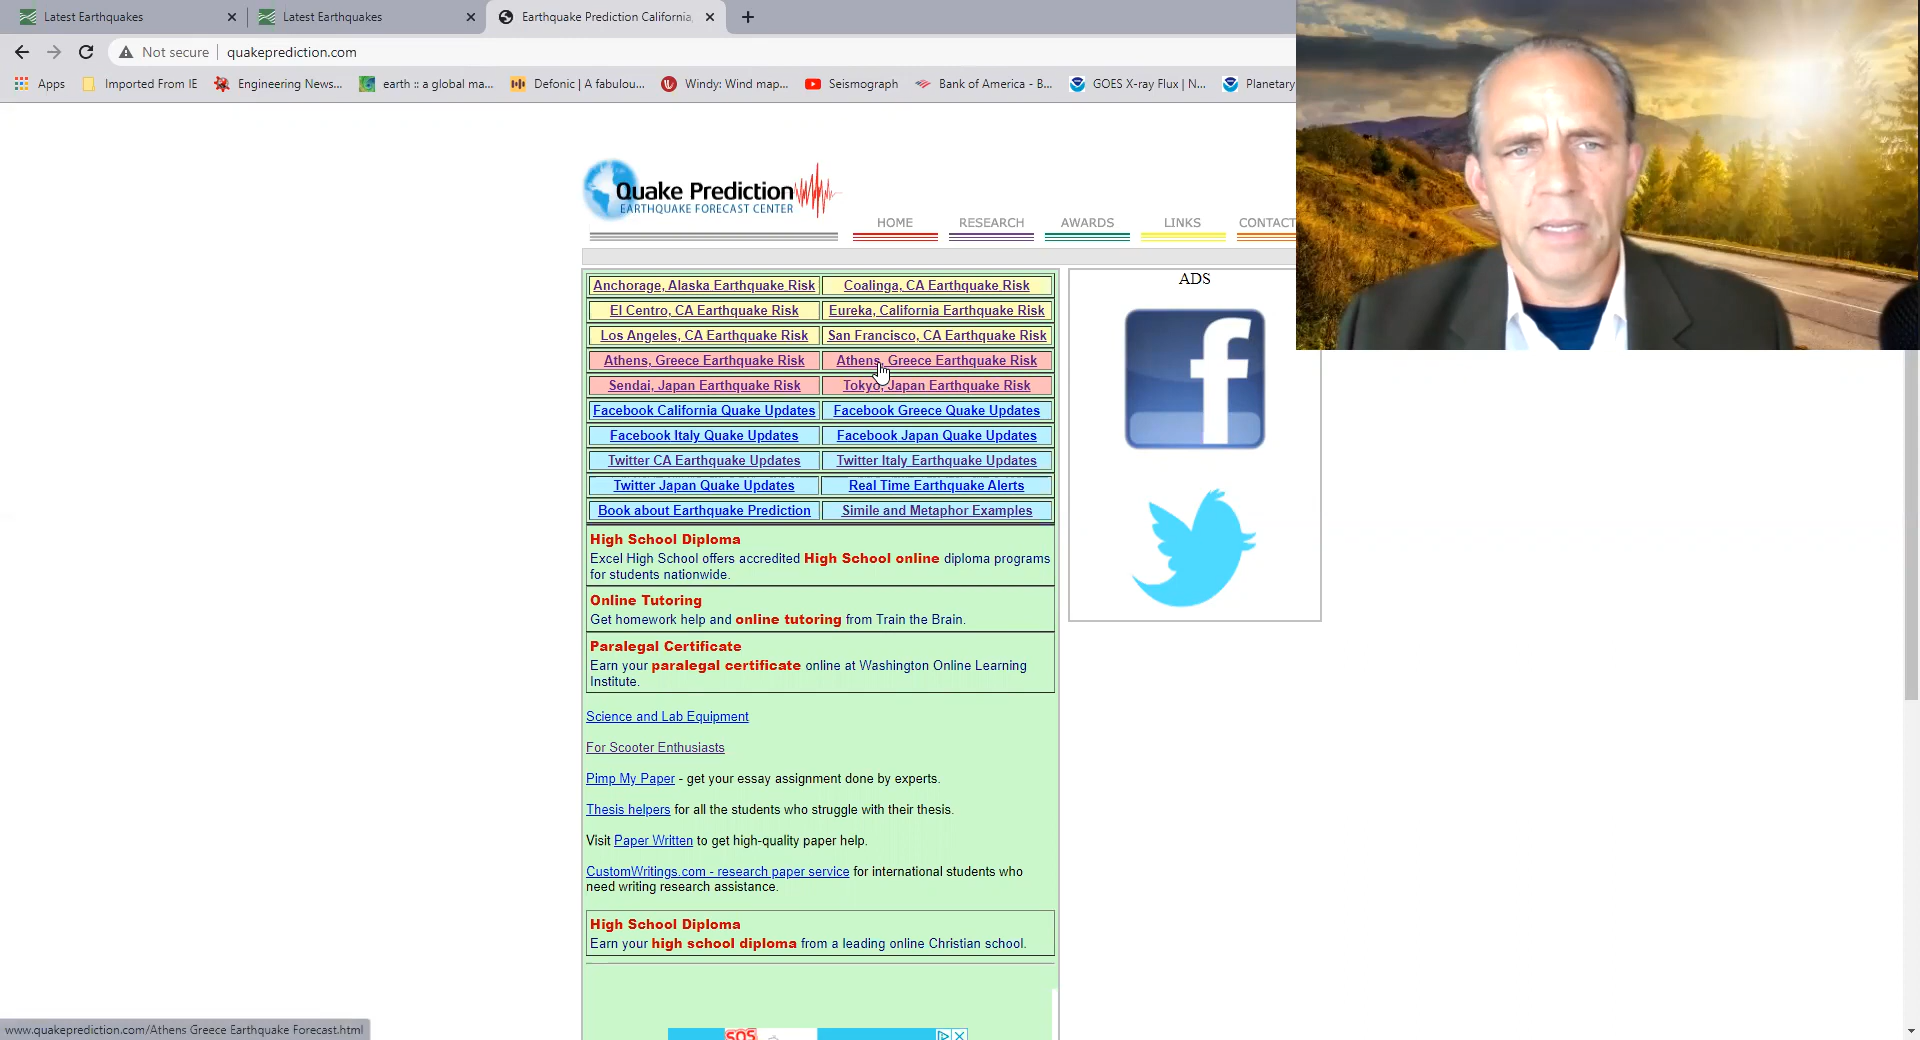 Latest Earthquakes
Latest Earthquakes
Earthquake Prediction California
Not secure
quakeprediction.com
Apps
Imported From IE
Engineering News...
earth :: a global ma...
Defonic | A fabulou...
Windy: Wind map...
Seismograph
Bank of America - B...
GOES X-ray Flux | N...
Planetary
Quake Prediction
EARTHQUAKE FORECAST CENTER
HOME
RESEARCH
AWARDS
LINKS
CONTACT
Anchorage, Alaska Earthquake Risk
Coalinga, CA Earthquake Risk
El Centro, CA Earthquake Risk
Eureka, California Earthquake Risk
Los Angeles, CA Earthquake Risk
San Francisco, CA Earthquake Risk
Athens, Greece Earthquake Risk
Athens, Greece Earthquake Risk
Sendai, Japan Earthquake Risk
Tokyo, Japan Earthquake Risk
Facebook California Quake Updates
Facebook Greece Quake Updates
Facebook Italy Quake Updates
Facebook Japan Quake Updates
Twitter CA Earthquake Updates
Twitter Italy Earthquake Updates
Twitter Japan Quake Updates
Real Time Earthquake Alerts
Book about Earthquake Prediction
Simile and Metaphor Examples
High School Diploma
Excel High School offers accredited High School online diploma programs
for students nationwide.
Online Tutoring
Get homework help and online tutoring from Train the Brain.
Paralegal Certificate
Earn your paralegal certificate online at Washington Online Learning
Institute.
Science and Lab Equipment
For Scooter Enthusiasts
Pimp My Paper - get your essay assignment done by experts.
Thesis helpers for all the students who struggle with their thesis.
Visit Paper Written to get high-quality paper help.
CustomWritings.com - research paper service for international students who
need writing research assistance.
High School Diploma
Earn your high school diploma from a leading online Christian school.
SOS
ADS
f
www.quakeprediction.com/Athens Greece Earthquake Forecast.html